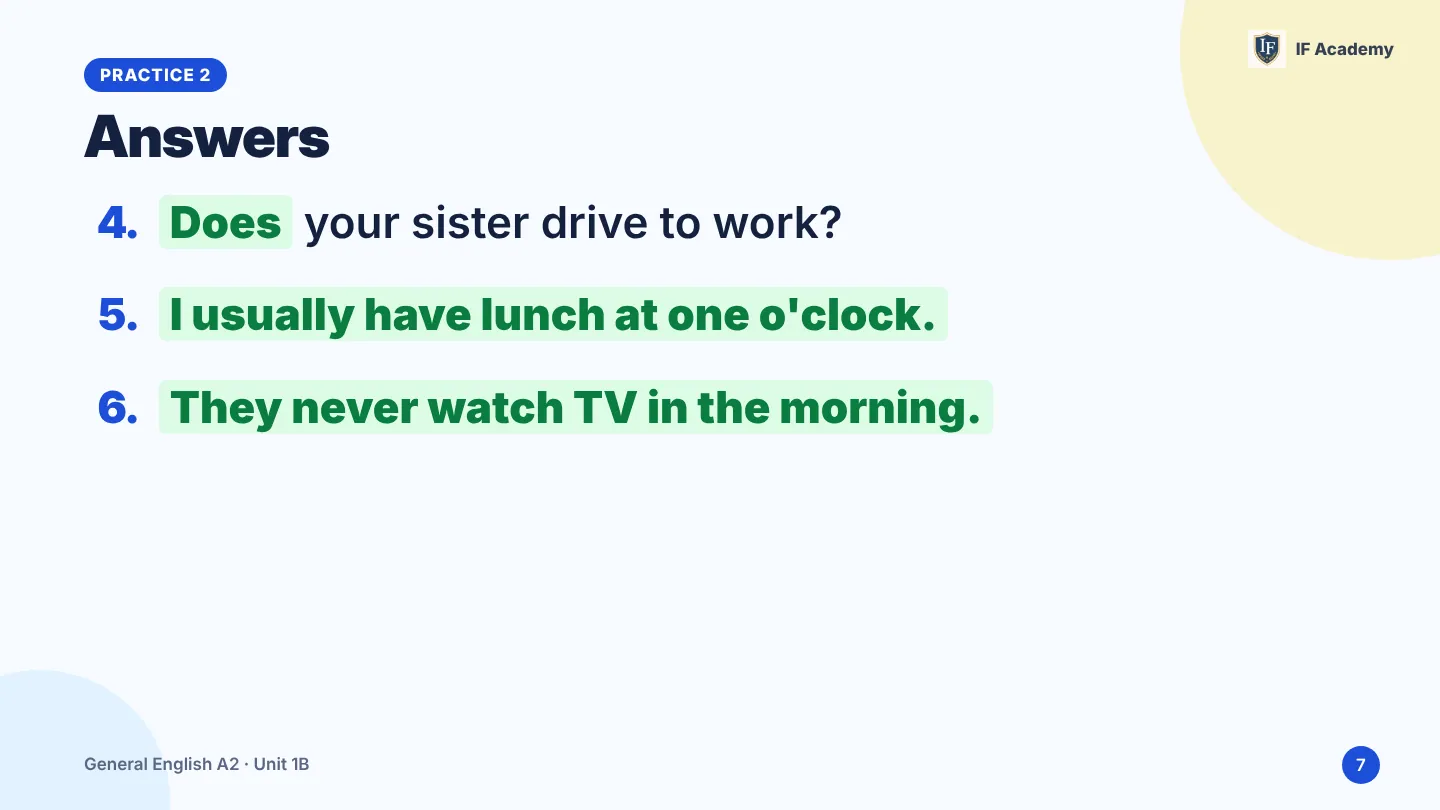 IF IF Academy
PRACTICE 2
Answers
4. Does your sister drive to work?
5. I usually have lunch at one o'clock.
6. They never watch TV in the morning.
General English A2 · Unit 1B
7